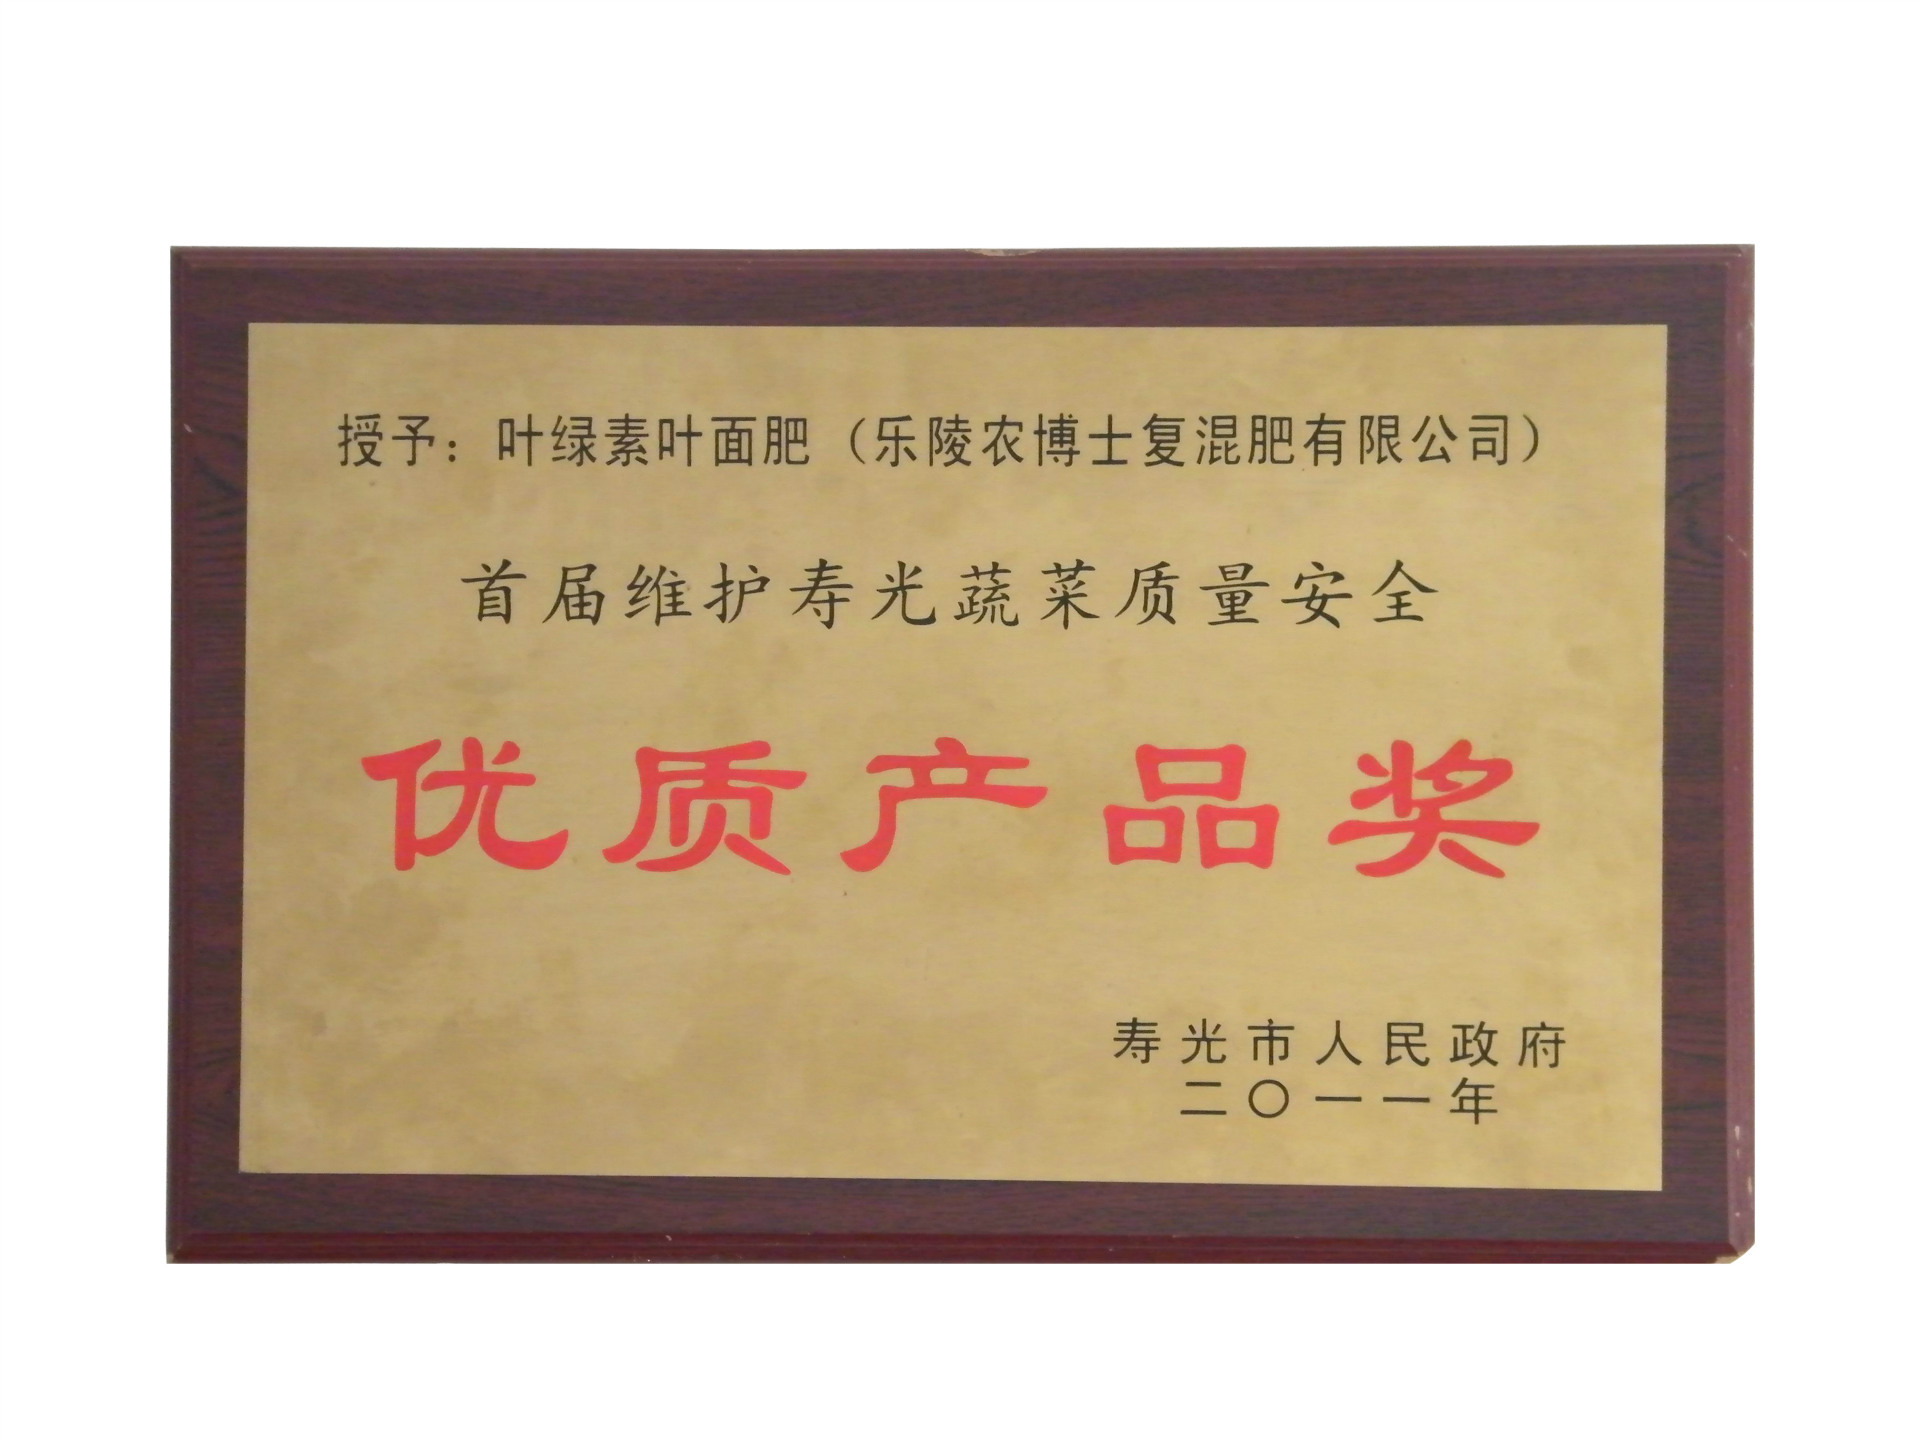 授予：叶绿素叶面肥（乐陵农博士复混肥有限公司）
首届维护寿光蔬菜质量安全
优质产品奖
寿光市人民政府
二〇一一年